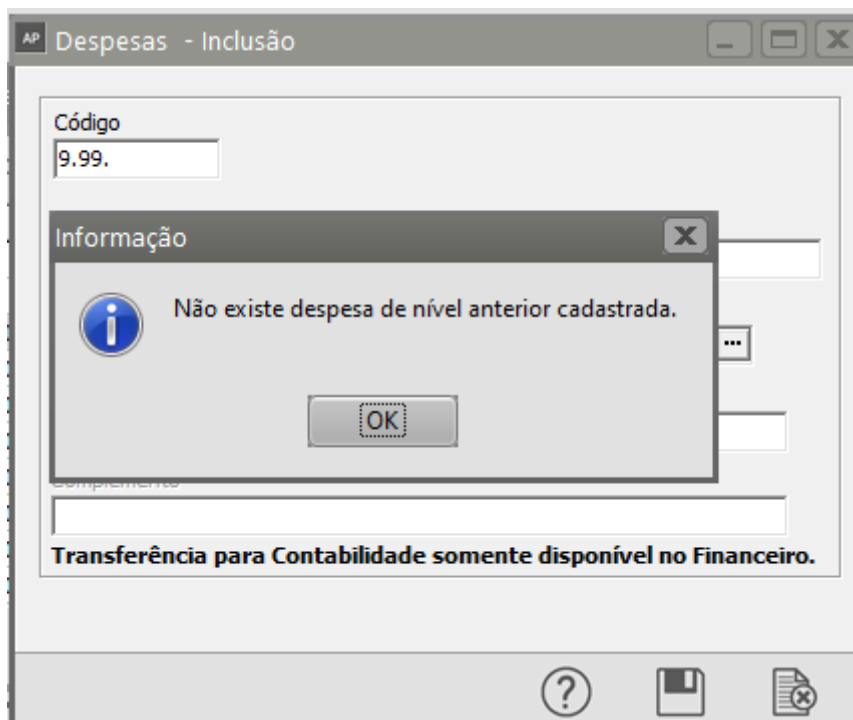 AP Despesas - Inclusão
Código
9.99.
Informação
Não existe despesa de nível anterior cadastrada.
...
OK
Complemento
Transferência para Contabilidade somente disponível no Financeiro.
?